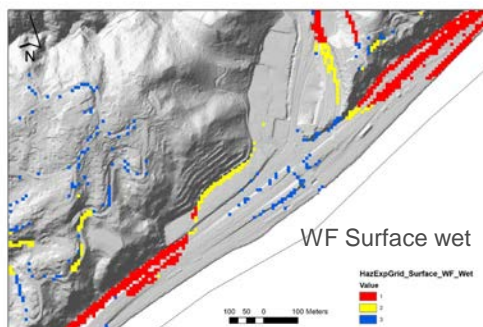 N
WF Surface wet
HazExpGrid_Surface_WF_Wet
Value
1
2
3
100 50 0 100 Meters